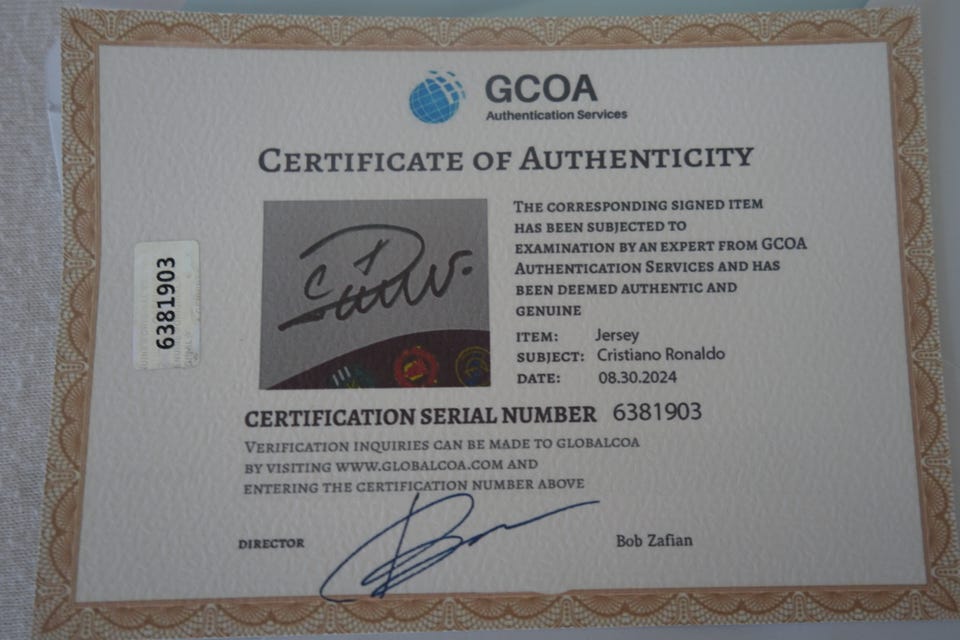 GCOA
Authentication Services
CERTIFICATE OF AUTHENTICITY
THE CORRESPONDING SIGNED ITEM
HAS BEEN SUBJECTED TO
EXAMINATION BY AN EXPERT FROM GCOA
AUTHENTICATION SERVICES AND HAS
BEEN DEEMED AUTHENTIC AND
GENUINE
ITEM: Jersey
SUBJECT: Cristiano Ronaldo
DATE: 08.30.2024
6381903
CERTIFICATION SERIAL NUMBER 6381903
VERIFICATION INQUIRIES CAN BE MADE TO GLOBALCOA
BY VISITING WWW.GLOBALCOA.COM AND
ENTERING THE CERTIFICATION NUMBER ABOVE
DIRECTOR
Bob Zafian